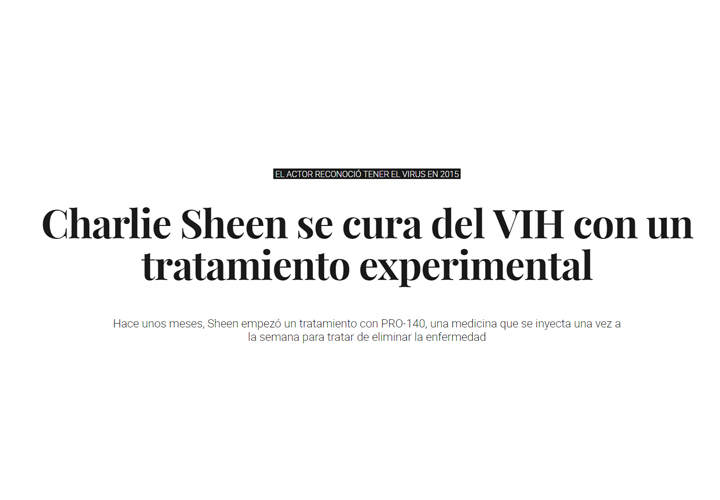 EL ACTOR RECONOCIÓ TENER EL VIRUS EN 2015
Charlie Sheen se cura del VIH con un
tratamiento experimental
Hace unos meses, Sheen empezó un tratamiento con PRO-140, una medicina que se inyecta una vez a
la semana para tratar de eliminar la enfermedad